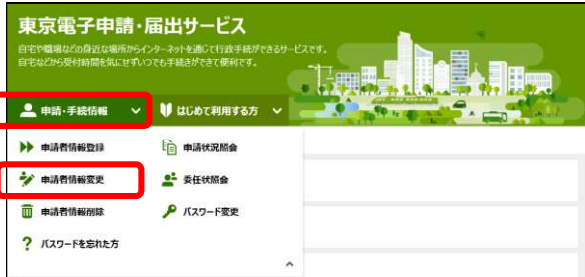 東京電子申請・届出サービス
自宅や職場などの身近な場所からインターネットを通じて行政手続ができるサービスです。
自宅などから受付時間を気にせずいつでも手続きができて便利です。
申請・手続情報
はじめて利用する方
申請者情報登録
申請状況照会
申請者情報変更
委任状照会
申請者情報削除
パスワード変更
パスワードを忘れた方